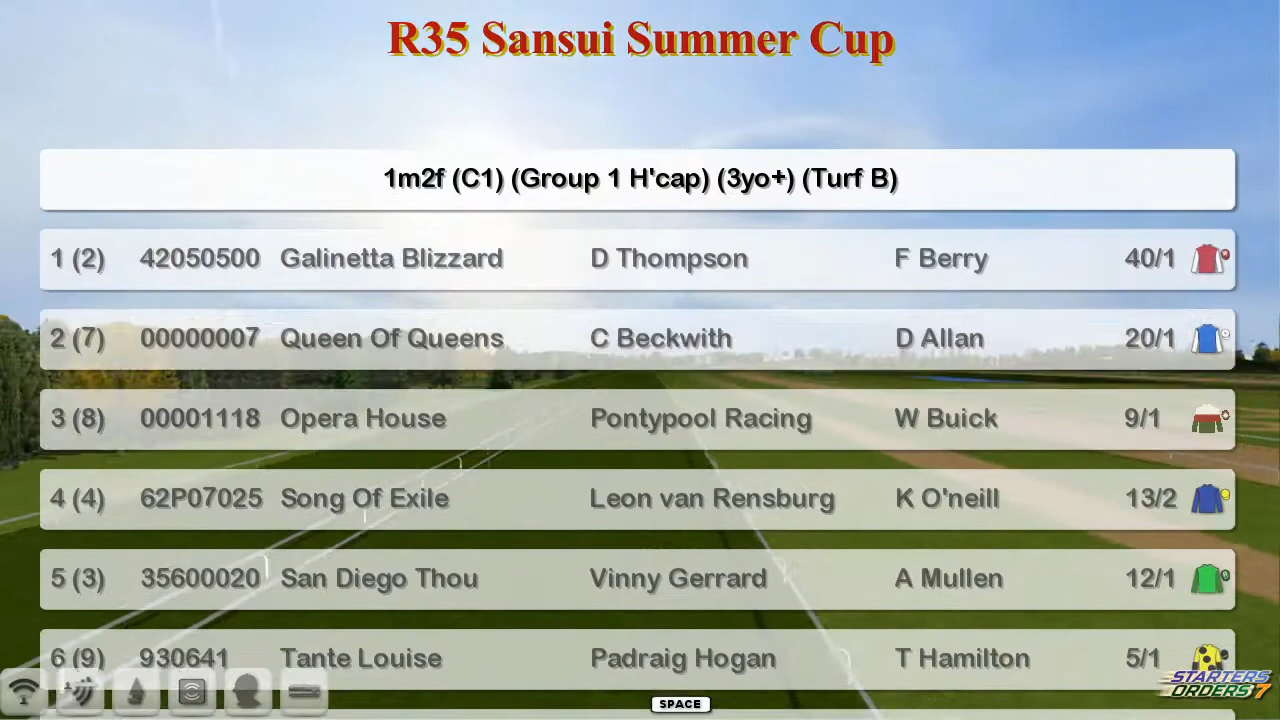 R35 Sansui Summer Cup
1m2f (C1) (Group 1 H'cap) (3yo+) (Turf B)
1 (2) 42050500 Galinetta Blizzard D Thompson F Berry 40/1
2 (7) 00000007 Queen Of Queens C Beckwith D Allan 20/1
3 (8) 00001118 Opera House Pontypool Racing W Buick 9/1
4 (4) 62P07025 Song Of Exile Leon van Rensburg K O'neill 13/2
5 (3) 35600020 San Diego Thou Vinny Gerrard A Mullen 12/1
6 (9) 930641 Tante Louise Padraig Hogan T Hamilton 5/1
SPACE
STARTERS
ORDERS 7